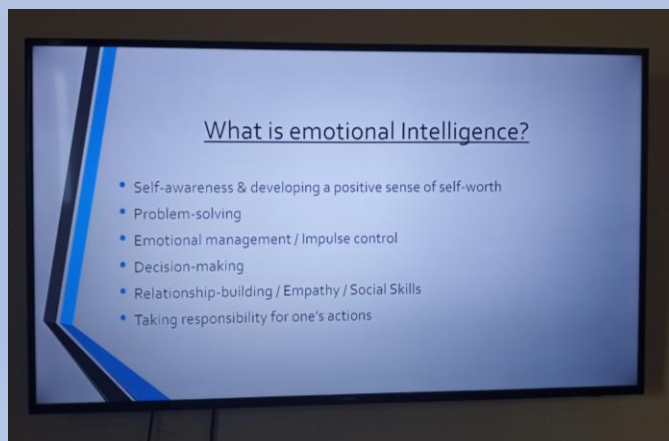 What is emotional Intelligence?
• Self-awareness & developing a positive sense of self-worth
• Problem-solving
• Emotional management / Impulse control
• Decision-making
• Relationship-building / Empathy / Social Skills
• Taking responsibility for one's actions